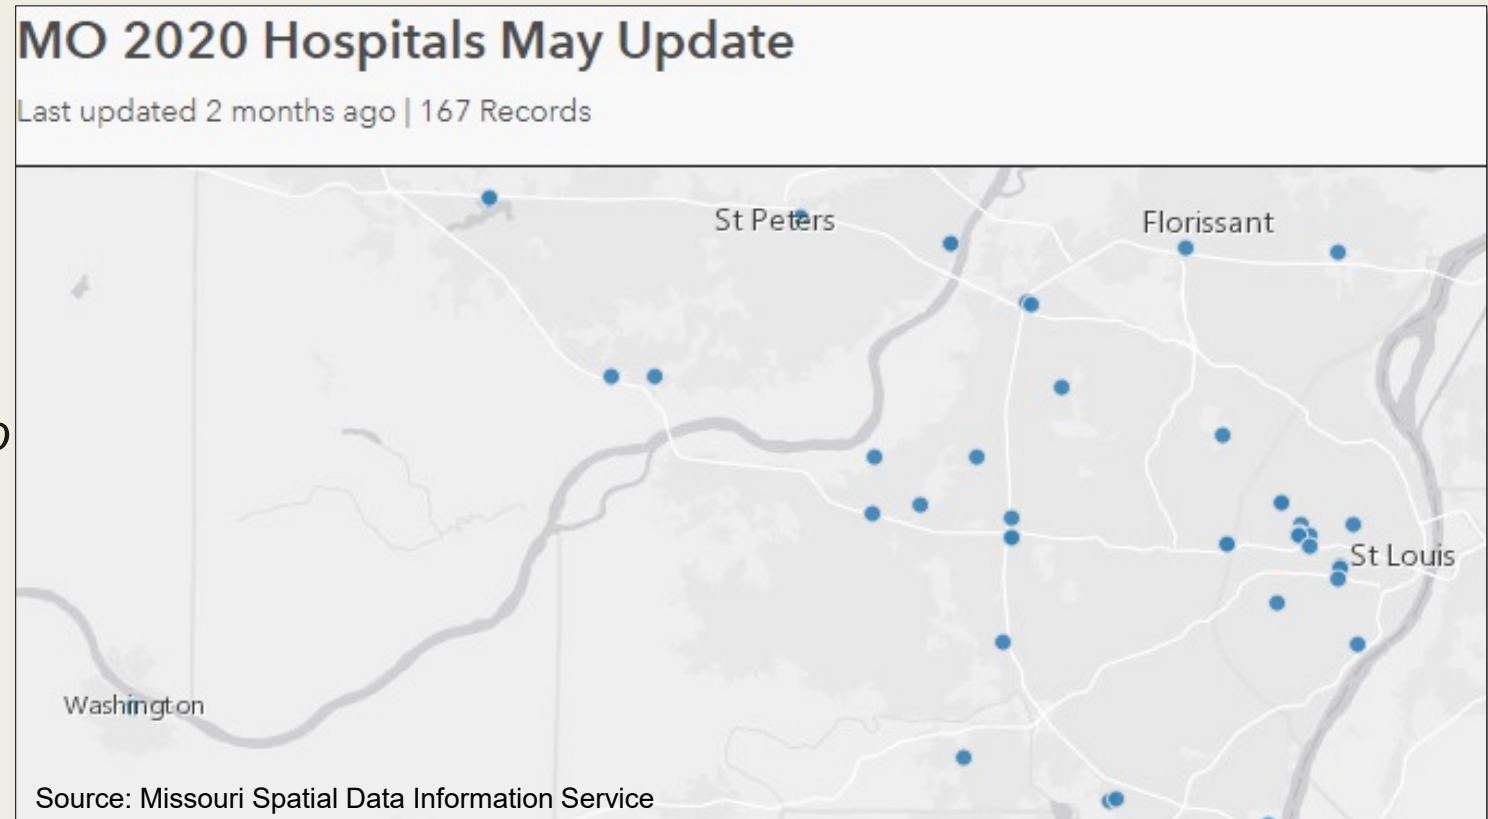 MO 2020 Hospitals May Update
Last updated 2 months ago | 167 Records
St Peters
Florissant
St Louis
Washington
Source: Missouri Spatial Data Information Service